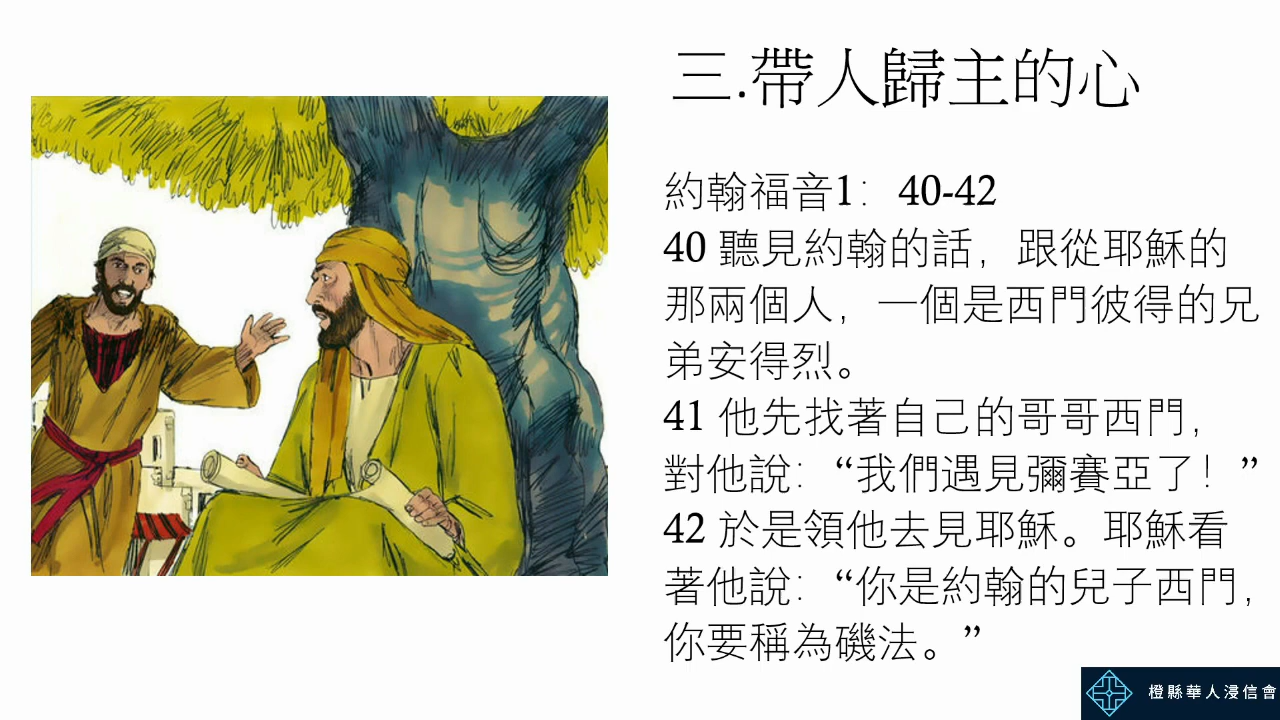 三.帶人歸主的心
約翰福音1：40-42
40 聽見約翰的話，跟從耶穌的
那兩個人，一個是西門彼得的兄
弟安得烈。
41 他先找著自己的哥哥西門，
對他說：“我們遇見彌賽亞了！”
42 於是領他去見耶穌。耶穌看
著他說：“你是約翰的兒子西門，
你要稱為磯法。”
橙縣華人浸信會